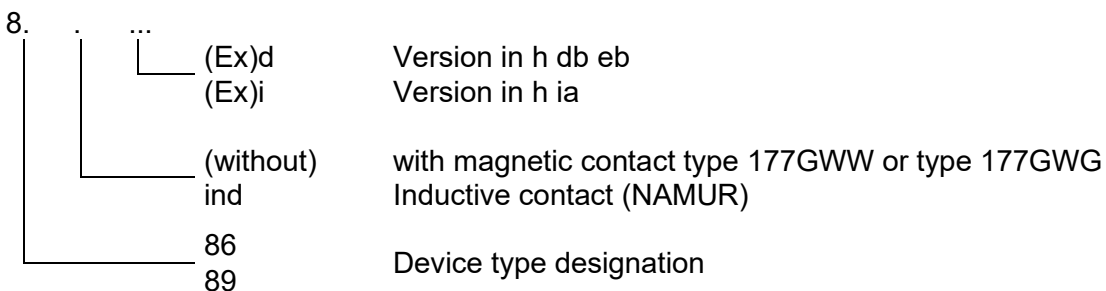 8. . ...
(Ex)d Version in h db eb
(Ex)i Version in h ia
(without) with magnetic contact type 177GWW or type 177GWG
ind Inductive contact (NAMUR)
86
Device type designation
89